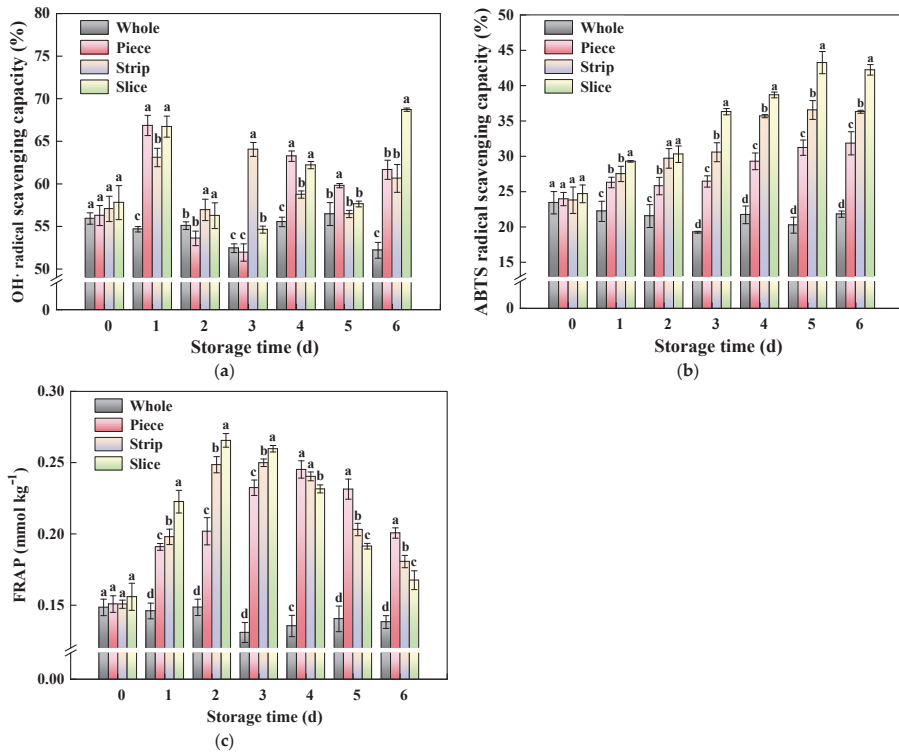 80
75
70
65
60
55
50
0
OH· radical scavenging capacity (%)
Whole
Piece
Strip
Slice
a a a a
c a b a
b b a a
c c a b
c a b a
b a b b
c b b a
0 1 2 3 4 5 6
Storage time (d)
(a)
50
45
40
35
30
25
20
15
0
ABTS radical scavenging capacity (%)
Whole
Piece
Strip
Slice
a a a a
c b b a
c b a a
d c b a
d c b a
d c b a
d c b a
0 1 2 3 4 5 6
Storage time (d)
(b)
0.30
0.25
0.20
0.15
0.00
FRAP (mmol kg⁻¹)
Whole
Piece
Strip
Slice
a a a a
d c b a
d c b a
d c b a
c a a b
d a b c
d a b c
0 1 2 3 4 5 6
Storage time (d)
(c)